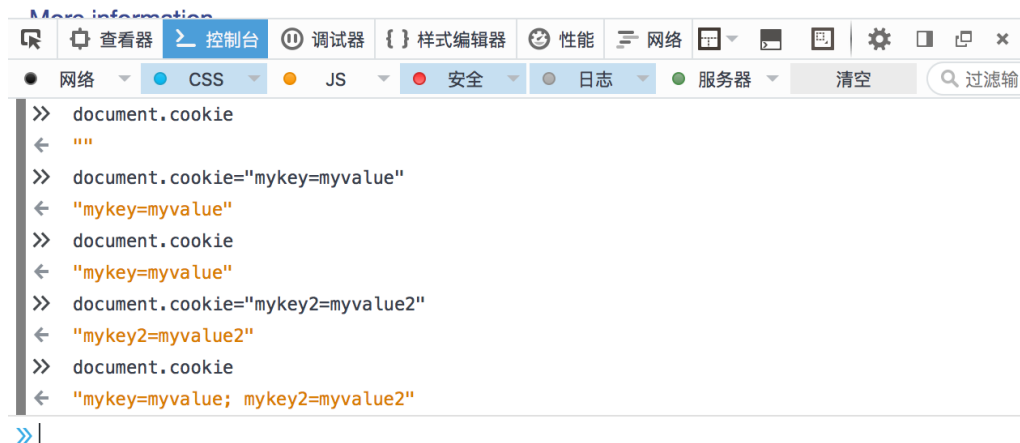 More information
查看器 控制台 调试器 { } 样式编辑器 性能 网络
网络 CSS JS 安全 日志 服务器 清空 过滤输
document.cookie
""
document.cookie="mykey=myvalue"
"mykey=myvalue"
document.cookie
"mykey=myvalue"
document.cookie="mykey2=myvalue2"
"mykey2=myvalue2"
document.cookie
"mykey=myvalue; mykey2=myvalue2"